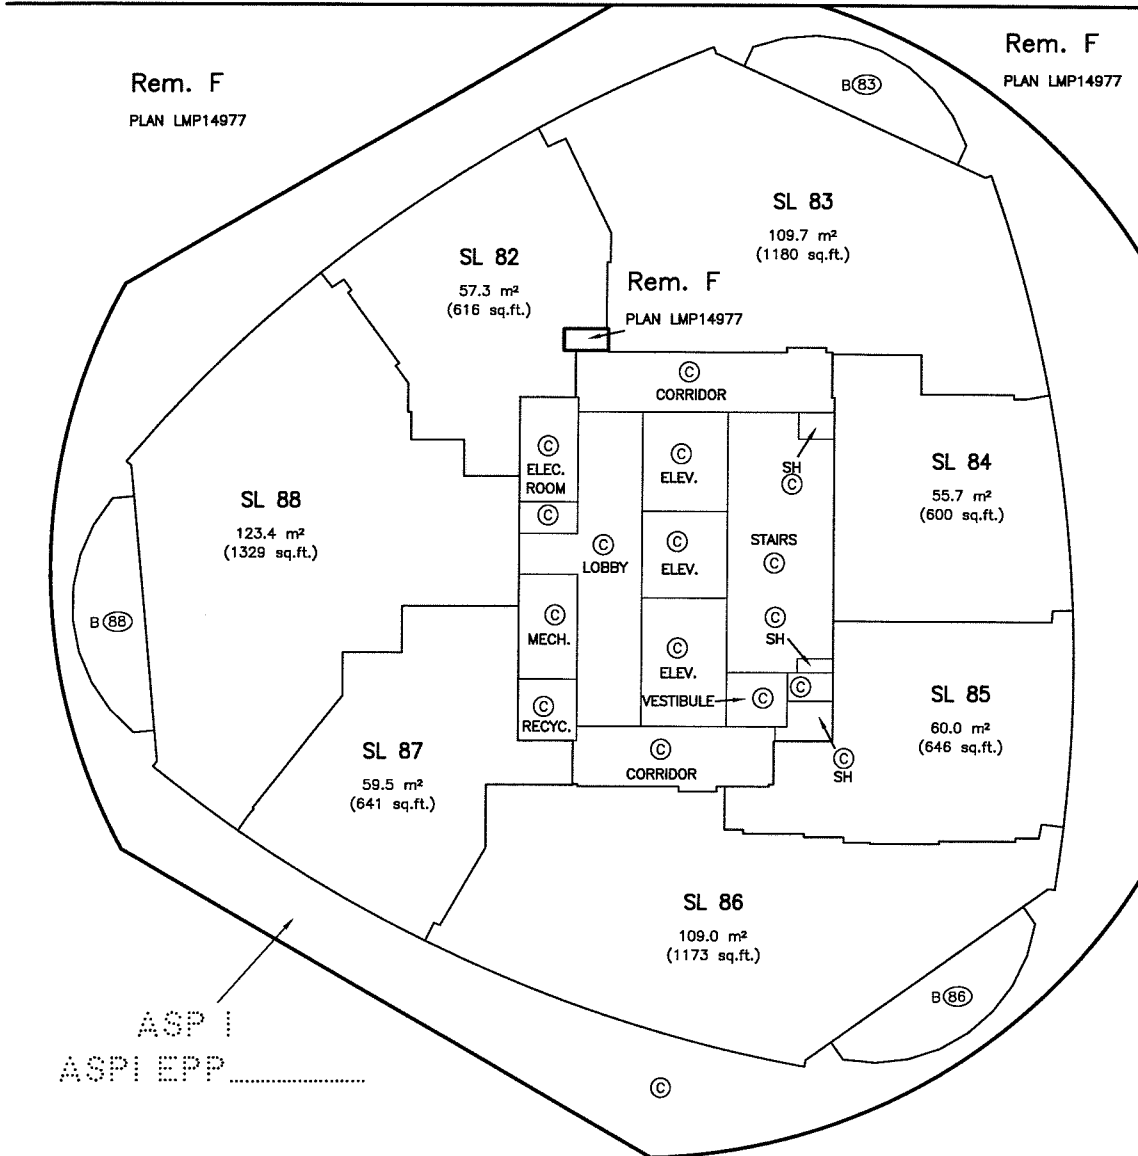 Rem. F
PLAN LMP14977
Rem. F
PLAN LMP14977
B 83
SL 83
109.7 m²
(1180 sq.ft.)
SL 82
57.3 m²
(616 sq.ft.)
Rem. F
PLAN LMP14977
C
CORRIDOR
C
ELEC.
ROOM
C
C
ELEV.
SH
C
SL 84
55.7 m²
(600 sq.ft.)
SL 88
123.4 m²
(1329 sq.ft.)
C
LOBBY
C
ELEV.
STAIRS
C
B 88
C
MECH.
C
SH
C
ELEV.
C
RECYC.
VESTIBULE
C
C
SL 85
60.0 m²
(646 sq.ft.)
SL 87
59.5 m²
(641 sq.ft.)
C
CORRIDOR
C
SH
SL 86
109.0 m²
(1173 sq.ft.)
B 86
ASP 1
ASP1 EPP
C